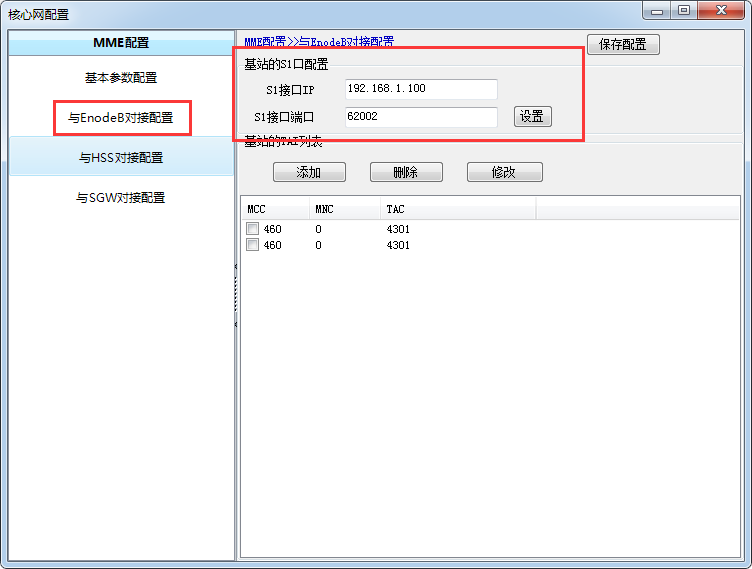 核心网配置
MME配置
基本参数配置
与EnodeB对接配置
与HSS对接配置
与SGW对接配置
MME配置>>与EnodeB对接配置
保存配置
基站的S1口配置
S1接口IP 192.168.1.100
S1接口端口 62002 设置
基站的TAI列表
添加 删除 修改
MCC MNC TAC
460 0 4301
460 0 4301